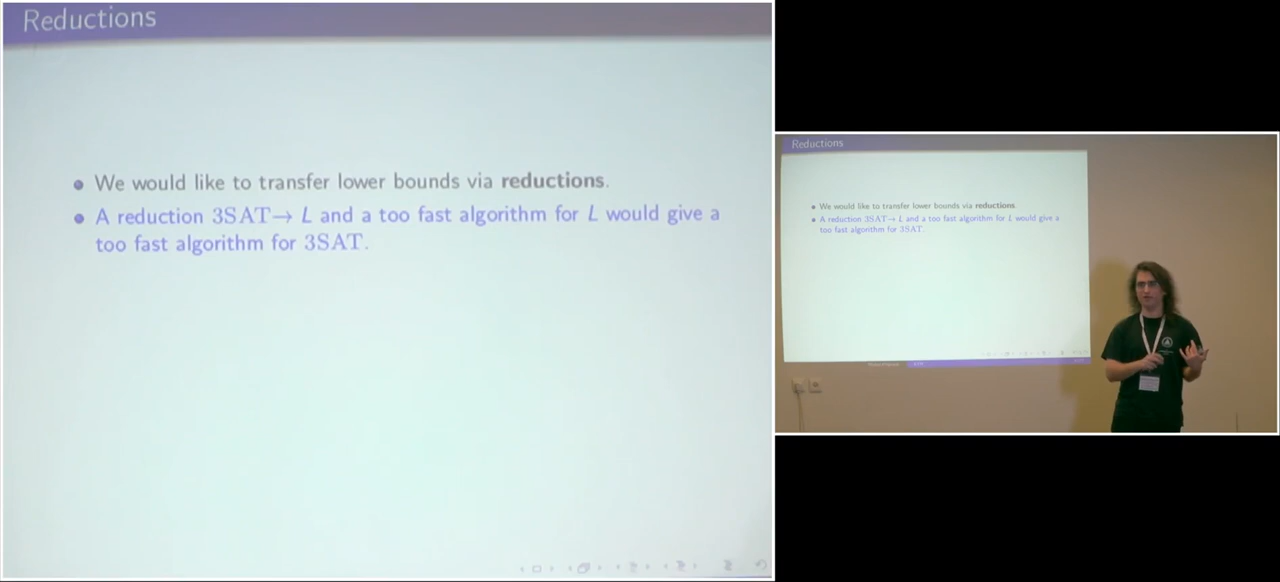 Reductions
We would like to transfer lower bounds via reductions.
A reduction 3SAT→ L and a too fast algorithm for L would give a
too fast algorithm for 3SAT.
Reductions
We would like to transfer lower bounds via reductions.
A reduction 3SAT→ L and a too fast algorithm for L would give a
too fast algorithm for 3SAT.